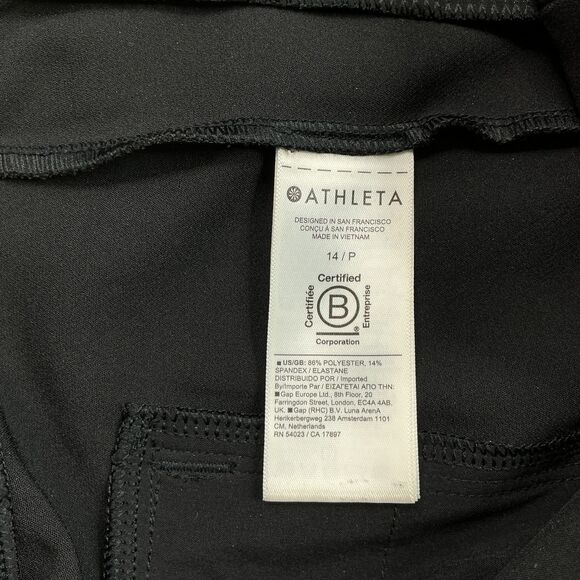 ATHLETA
DESIGNED IN SAN FRANCISCO
CONÇU À SAN FRANCISCO
MADE IN VIETNAM
14 / P
Certified
Certifiée
B
®
Entreprise
Corporation
US/GB: 86% POLYESTER, 14%
SPANDEX / ELASTANE
DISTRIBUIDO POR / Imported
By/Importe Par / ΕΙΣΑΓΕΤΑΙ ΑΠΟ ΤΗΝ:
■ Gap Europe Ltd., 8th Floor, 20
Farringdon Street, London, EC4A 4AB.
UK. ■ Gap (RHC) B.V. Luna ArenA
Herikerbergweg 238 Amsterdam 1101
CM, Netherlands
RN 54023 / CA 17897